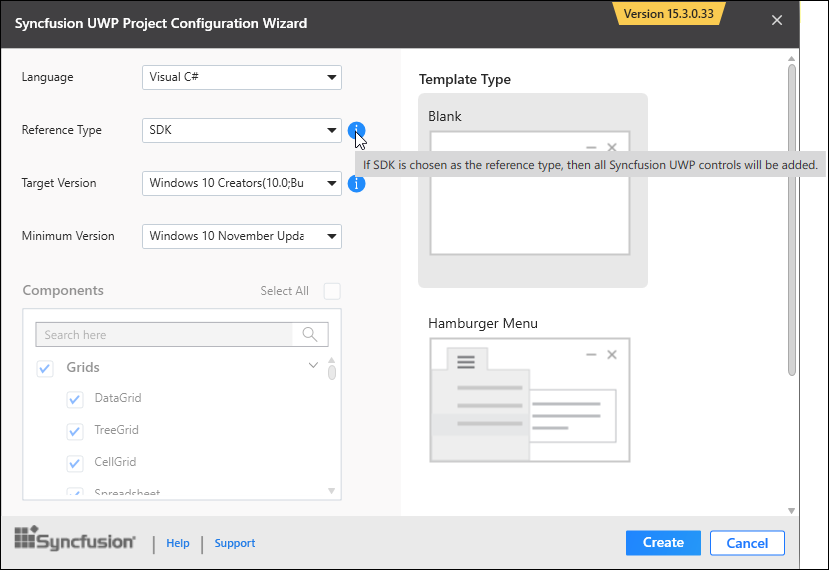 Syncfusion UWP Project Configuration Wizard
Version 15.3.0.33
Language
Visual C#
Reference Type
SDK
If SDK is chosen as the reference type, then all Syncfusion UWP controls will be added.
Target Version
Windows 10 Creators(10.0;Bu
Minimum Version
Windows 10 November Upda
Components
Select All
Search here
Grids
DataGrid
TreeGrid
CellGrid
Spreadsheet
Template Type
Blank
Hamburger Menu
Syncfusion
Help
Support
Create
Cancel